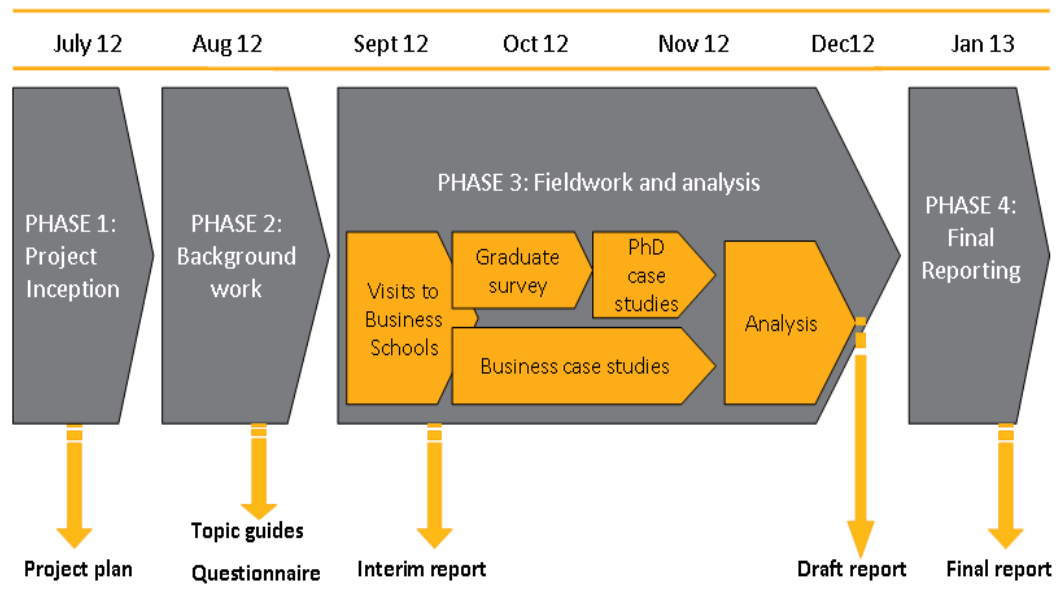 July 12 Aug 12 Sept 12 Oct 12 Nov 12 Dec12 Jan 13
PHASE 1:
Project
Inception
PHASE 2:
Background
work
PHASE 3: Fieldwork and analysis
Visits to
Business
Schools
Graduate
survey
PhD
case
studies
Business case studies
Analysis
PHASE 4:
Final
Reporting
Project plan
Topic guides
Questionnaire
Interim report
Draft report
Final report